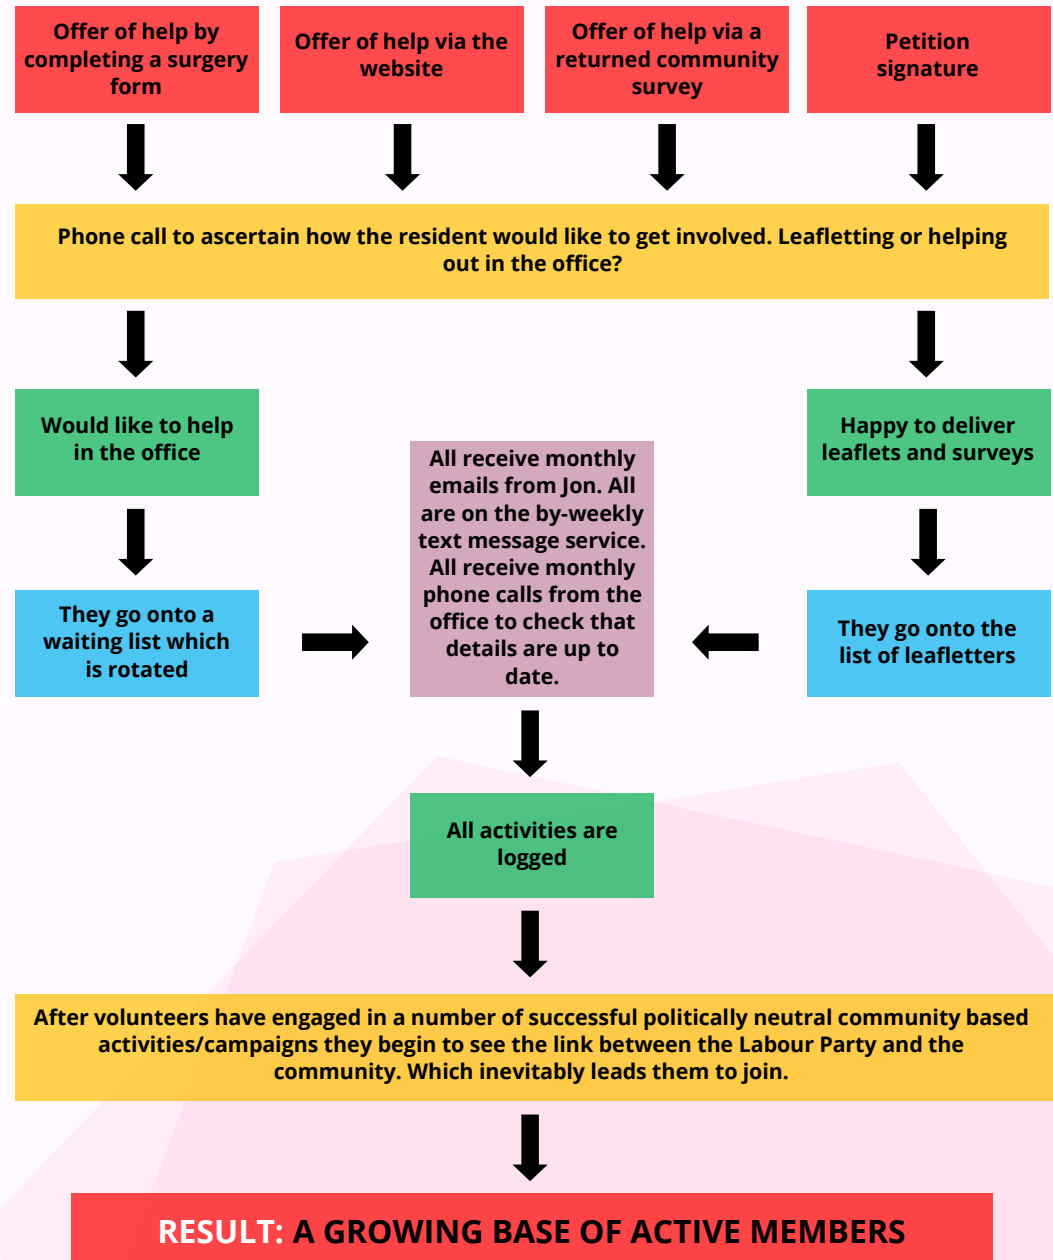 Offer of help by
completing a surgery
form
Offer of help via the
website
Offer of help via a
returned community
survey
Petition
signature
Phone call to ascertain how the resident would like to get involved. Leafletting or helping
out in the office?
Would like to help
in the office
Happy to deliver
leaflets and surveys
All receive monthly
emails from Jon. All
are on the by-weekly
text message service.
All receive monthly
phone calls from the
office to check that
details are up to
date.
They go onto a
waiting list which
is rotated
They go onto the
list of leafletters
All activities are
logged
After volunteers have engaged in a number of successful politically neutral community based
activities/campaigns they begin to see the link between the Labour Party and the
community. Which inevitably leads them to join.
RESULT: A GROWING BASE OF ACTIVE MEMBERS